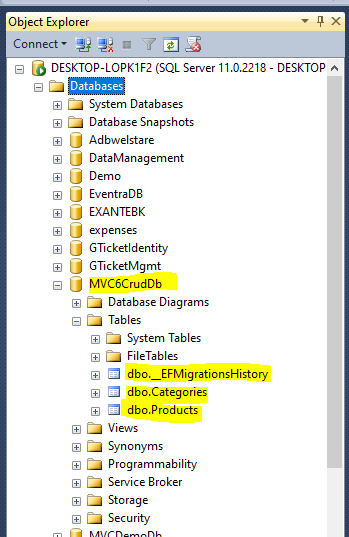 Object Explorer
Connect
DESKTOP-LOPK1F2 (SQL Server 11.0.2218 - DESKTOP
Databases
System Databases
Database Snapshots
Adbwelstare
DataManagement
Demo
EventraDB
EXANTEBK
expenses
GTicketIdentity
GTicketMgmt
MVC6CrudDb
Database Diagrams
Tables
System Tables
FileTables
dbo.__EFMigrationsHistory
dbo.Categories
dbo.Products
Views
Synonyms
Programmability
Service Broker
Storage
Security
MVCDemoDb